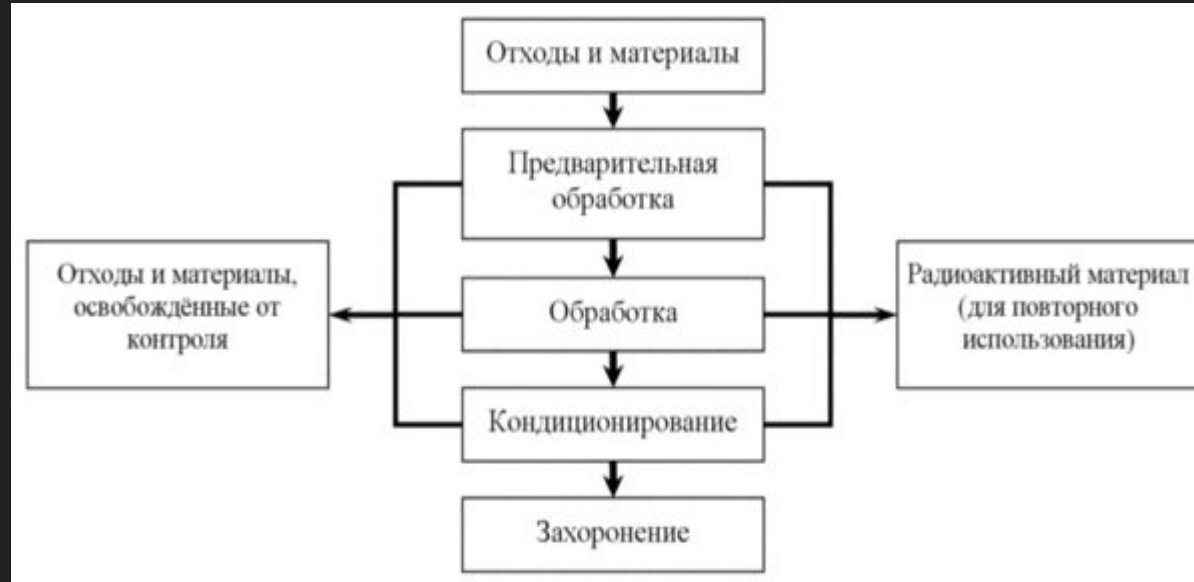 Отходы и материалы
Предварительная
обработка
Отходы и материалы,
освобождённые от
контроля
Обработка
Радиоактивный материал
(для повторного
использования)
Кондиционирование
Захоронение